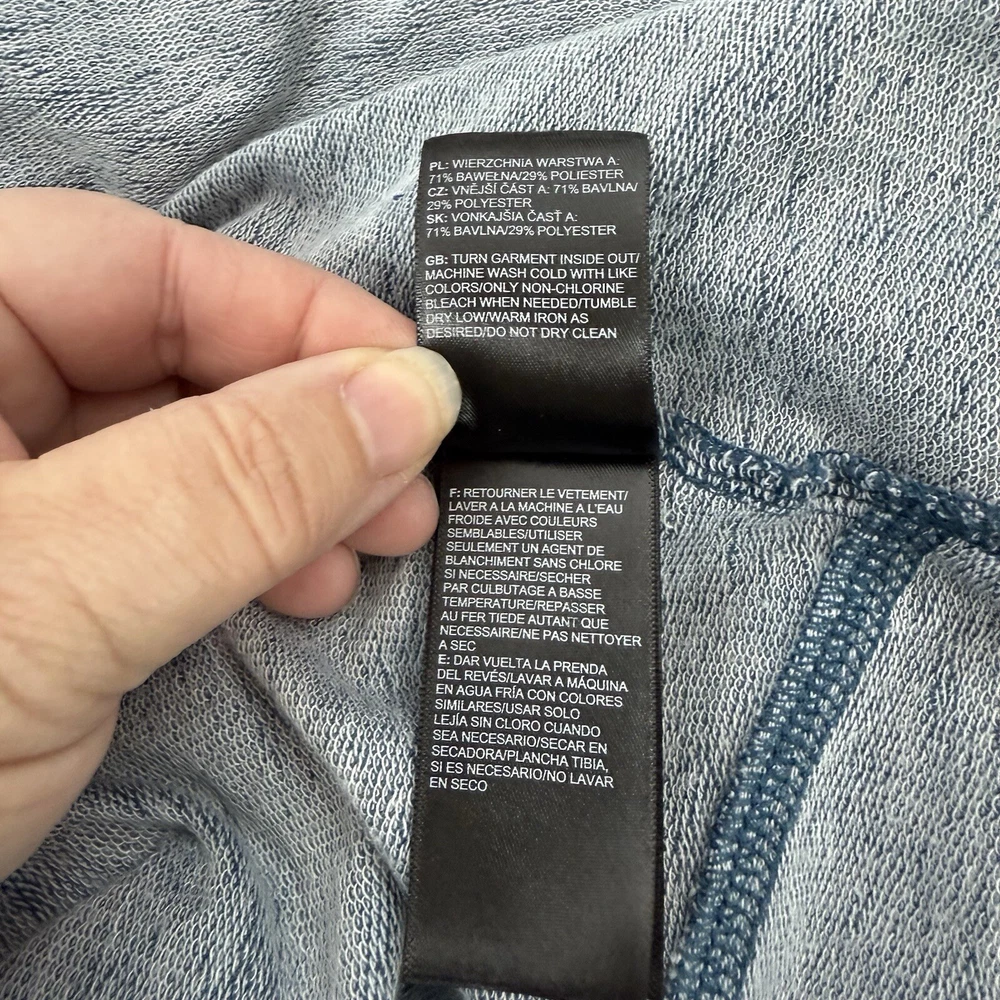 PL: WIERZCHNIA WARSTWA A:
71% BAWEŁNA/29% POLIESTER
CZ: VNĚJŠÍ ČÁST A: 71% BAVLNA/
29% POLYESTER
SK: VONKAJŠIA ČASŤ A:
71% BAVLNA/29% POLYESTER
GB: TURN GARMENT INSIDE OUT/
MACHINE WASH COLD WITH LIKE
COLORS/ONLY NON-CHLORINE
BLEACH WHEN NEEDED/TUMBLE
DRY LOW/WARM IRON AS
DESIRED/DO NOT DRY CLEAN
F: RETOURNER LE VETEMENT/
LAVER A LA MACHINE A L'EAU
FROIDE AVEC COULEURS
SEMBLABLES/UTILISER
SEULEMENT UN AGENT DE
BLANCHIMENT SANS CHLORE
SI NECESSAIRE/SECHER
PAR CULBUTAGE A BASSE
TEMPERATURE/REPASSER
AU FER TIEDE AUTANT QUE
NECESSAIRE/NE PAS NETTOYER
A SEC
E: DAR VUELTA LA PRENDA
DEL REVÉS/LAVAR A MÁQUINA
EN AGUA FRÍA CON COLORES
SIMILARES/USAR SOLO
LEJÍA SIN CLORO CUANDO
SEA NECESARIO/SECAR EN
SECADORA/PLANCHA TIBIA,
SI ES NECESARIO/NO LAVAR
EN SECO